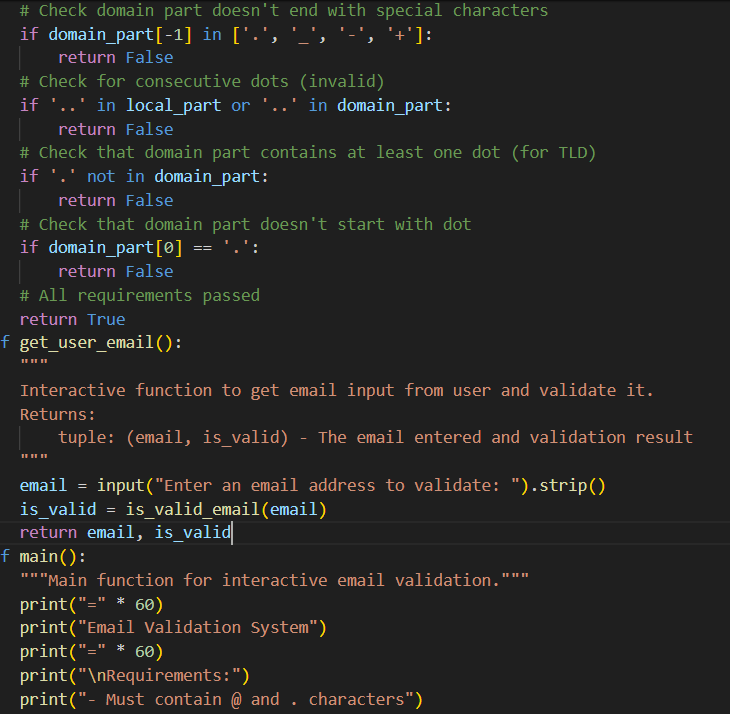 # Check domain part doesn't end with special characters
if domain_part[-1] in ['.', '_', '-', '+']:
return False
# Check for consecutive dots (invalid)
if '..' in local_part or '..' in domain_part:
return False
# Check that domain part contains at least one dot (for TLD)
if '.' not in domain_part:
return False
# Check that domain part doesn't start with dot
if domain_part[0] == '.':
return False
# All requirements passed
return True
f get_user_email():
"""
Interactive function to get email input from user and validate it.
Returns:
tuple: (email, is_valid) - The email entered and validation result
"""
email = input("Enter an email address to validate: ").strip()
is_valid = is_valid_email(email)
return email, is_valid
f main():
"""Main function for interactive email validation."""
print("=" * 60)
print("Email Validation System")
print("=" * 60)
print("\nRequirements:")
print("- Must contain @ and . characters")